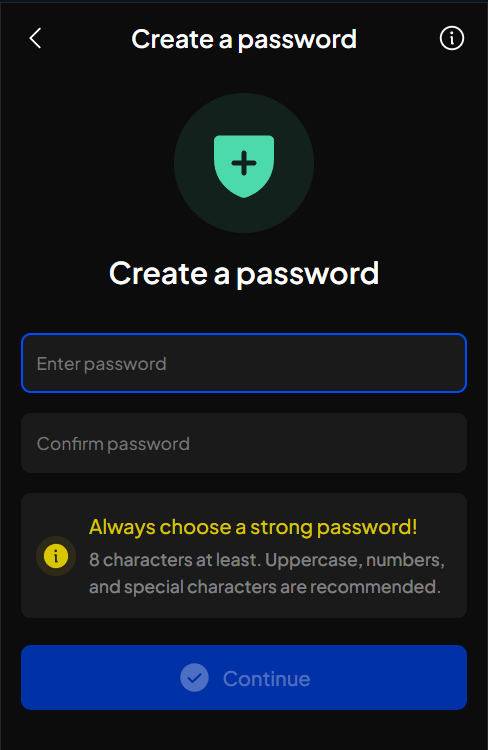 Create a password
Create a password
Enter password
Confirm password
Always choose a strong password!
8 characters at least. Uppercase, numbers,
and special characters are recommended.
Continue